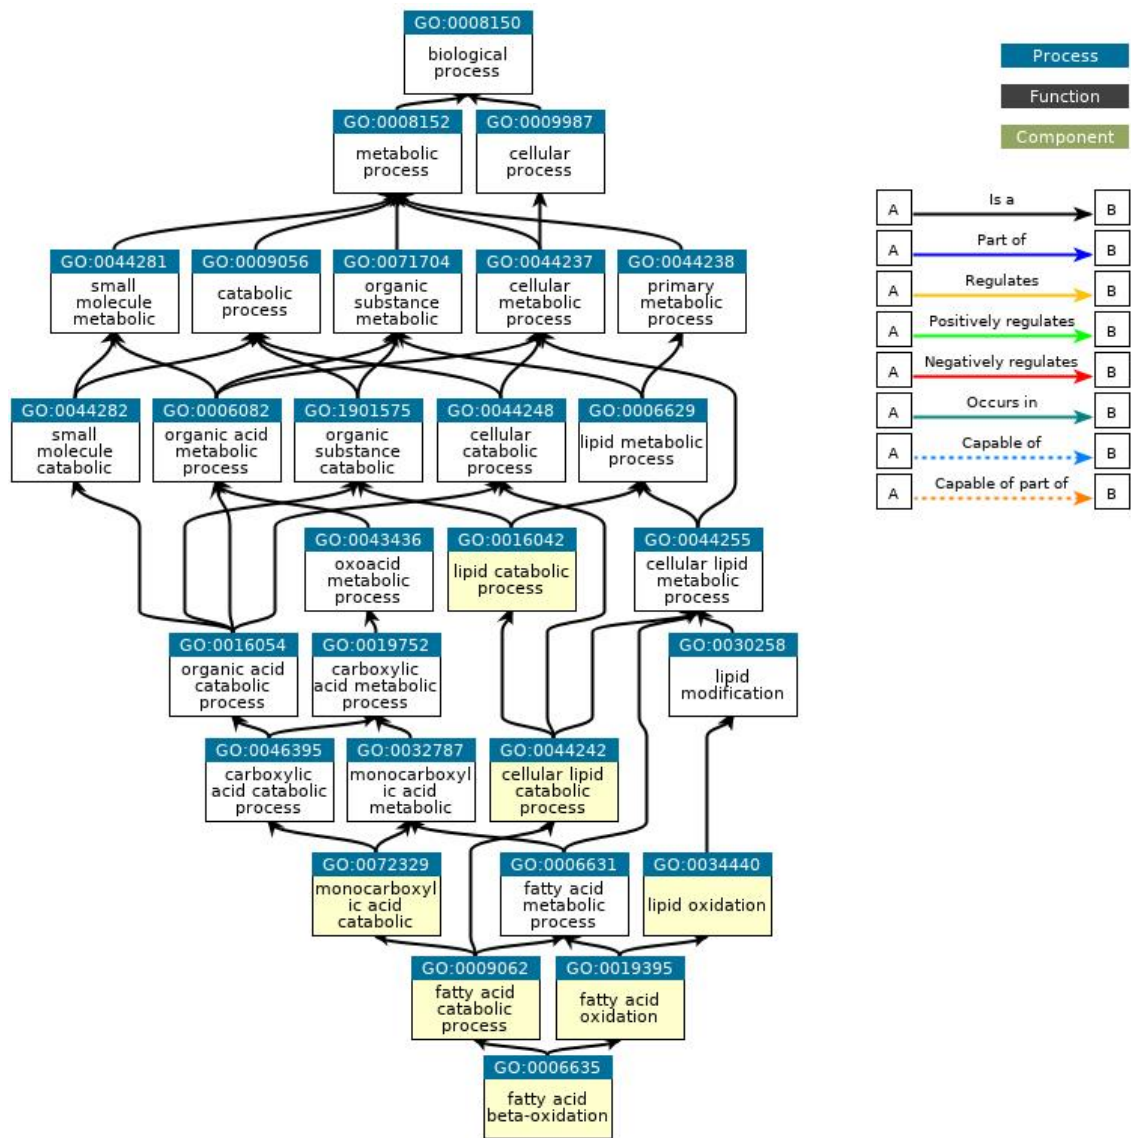 GO:0008150
biological
process
Process
Function
Component
GO:0008152
metabolic
process
GO:0009987
cellular
process
A
Is a
B
A
Part of
B
A
Regulates
B
A
Positively regulates
B
A
Negatively regulates
B
A
Occurs in
B
A
Capable of
B
A
Capable of part of
B
GO:0044281
small
molecule
metabolic
GO:0009056
catabolic
process
GO:0071704
organic
substance
metabolic
GO:0044237
cellular
metabolic
process
GO:0044238
primary
metabolic
process
GO:0044282
small
molecule
catabolic
GO:0006082
organic acid
metabolic
process
GO:1901575
organic
substance
catabolic
GO:0044248
cellular
catabolic
process
GO:0006629
lipid metabolic
process
GO:0043436
oxoacid
metabolic
process
GO:0016042
lipid catabolic
process
GO:0044255
cellular lipid
metabolic
process
GO:0016054
organic acid
catabolic
process
GO:0019752
carboxylic
acid metabolic
process
GO:0030258
lipid
modification
GO:0046395
carboxylic
acid catabolic
process
GO:0032787
monocarboxyl
ic acid
metabolic
GO:0044242
cellular lipid
catabolic
process
GO:0072329
monocarboxyl
ic acid
catabolic
GO:0006631
fatty acid
metabolic
process
GO:0034440
lipid oxidation
GO:0009062
fatty acid
catabolic
process
GO:0019395
fatty acid
oxidation
GO:0006635
fatty acid
beta-oxidation